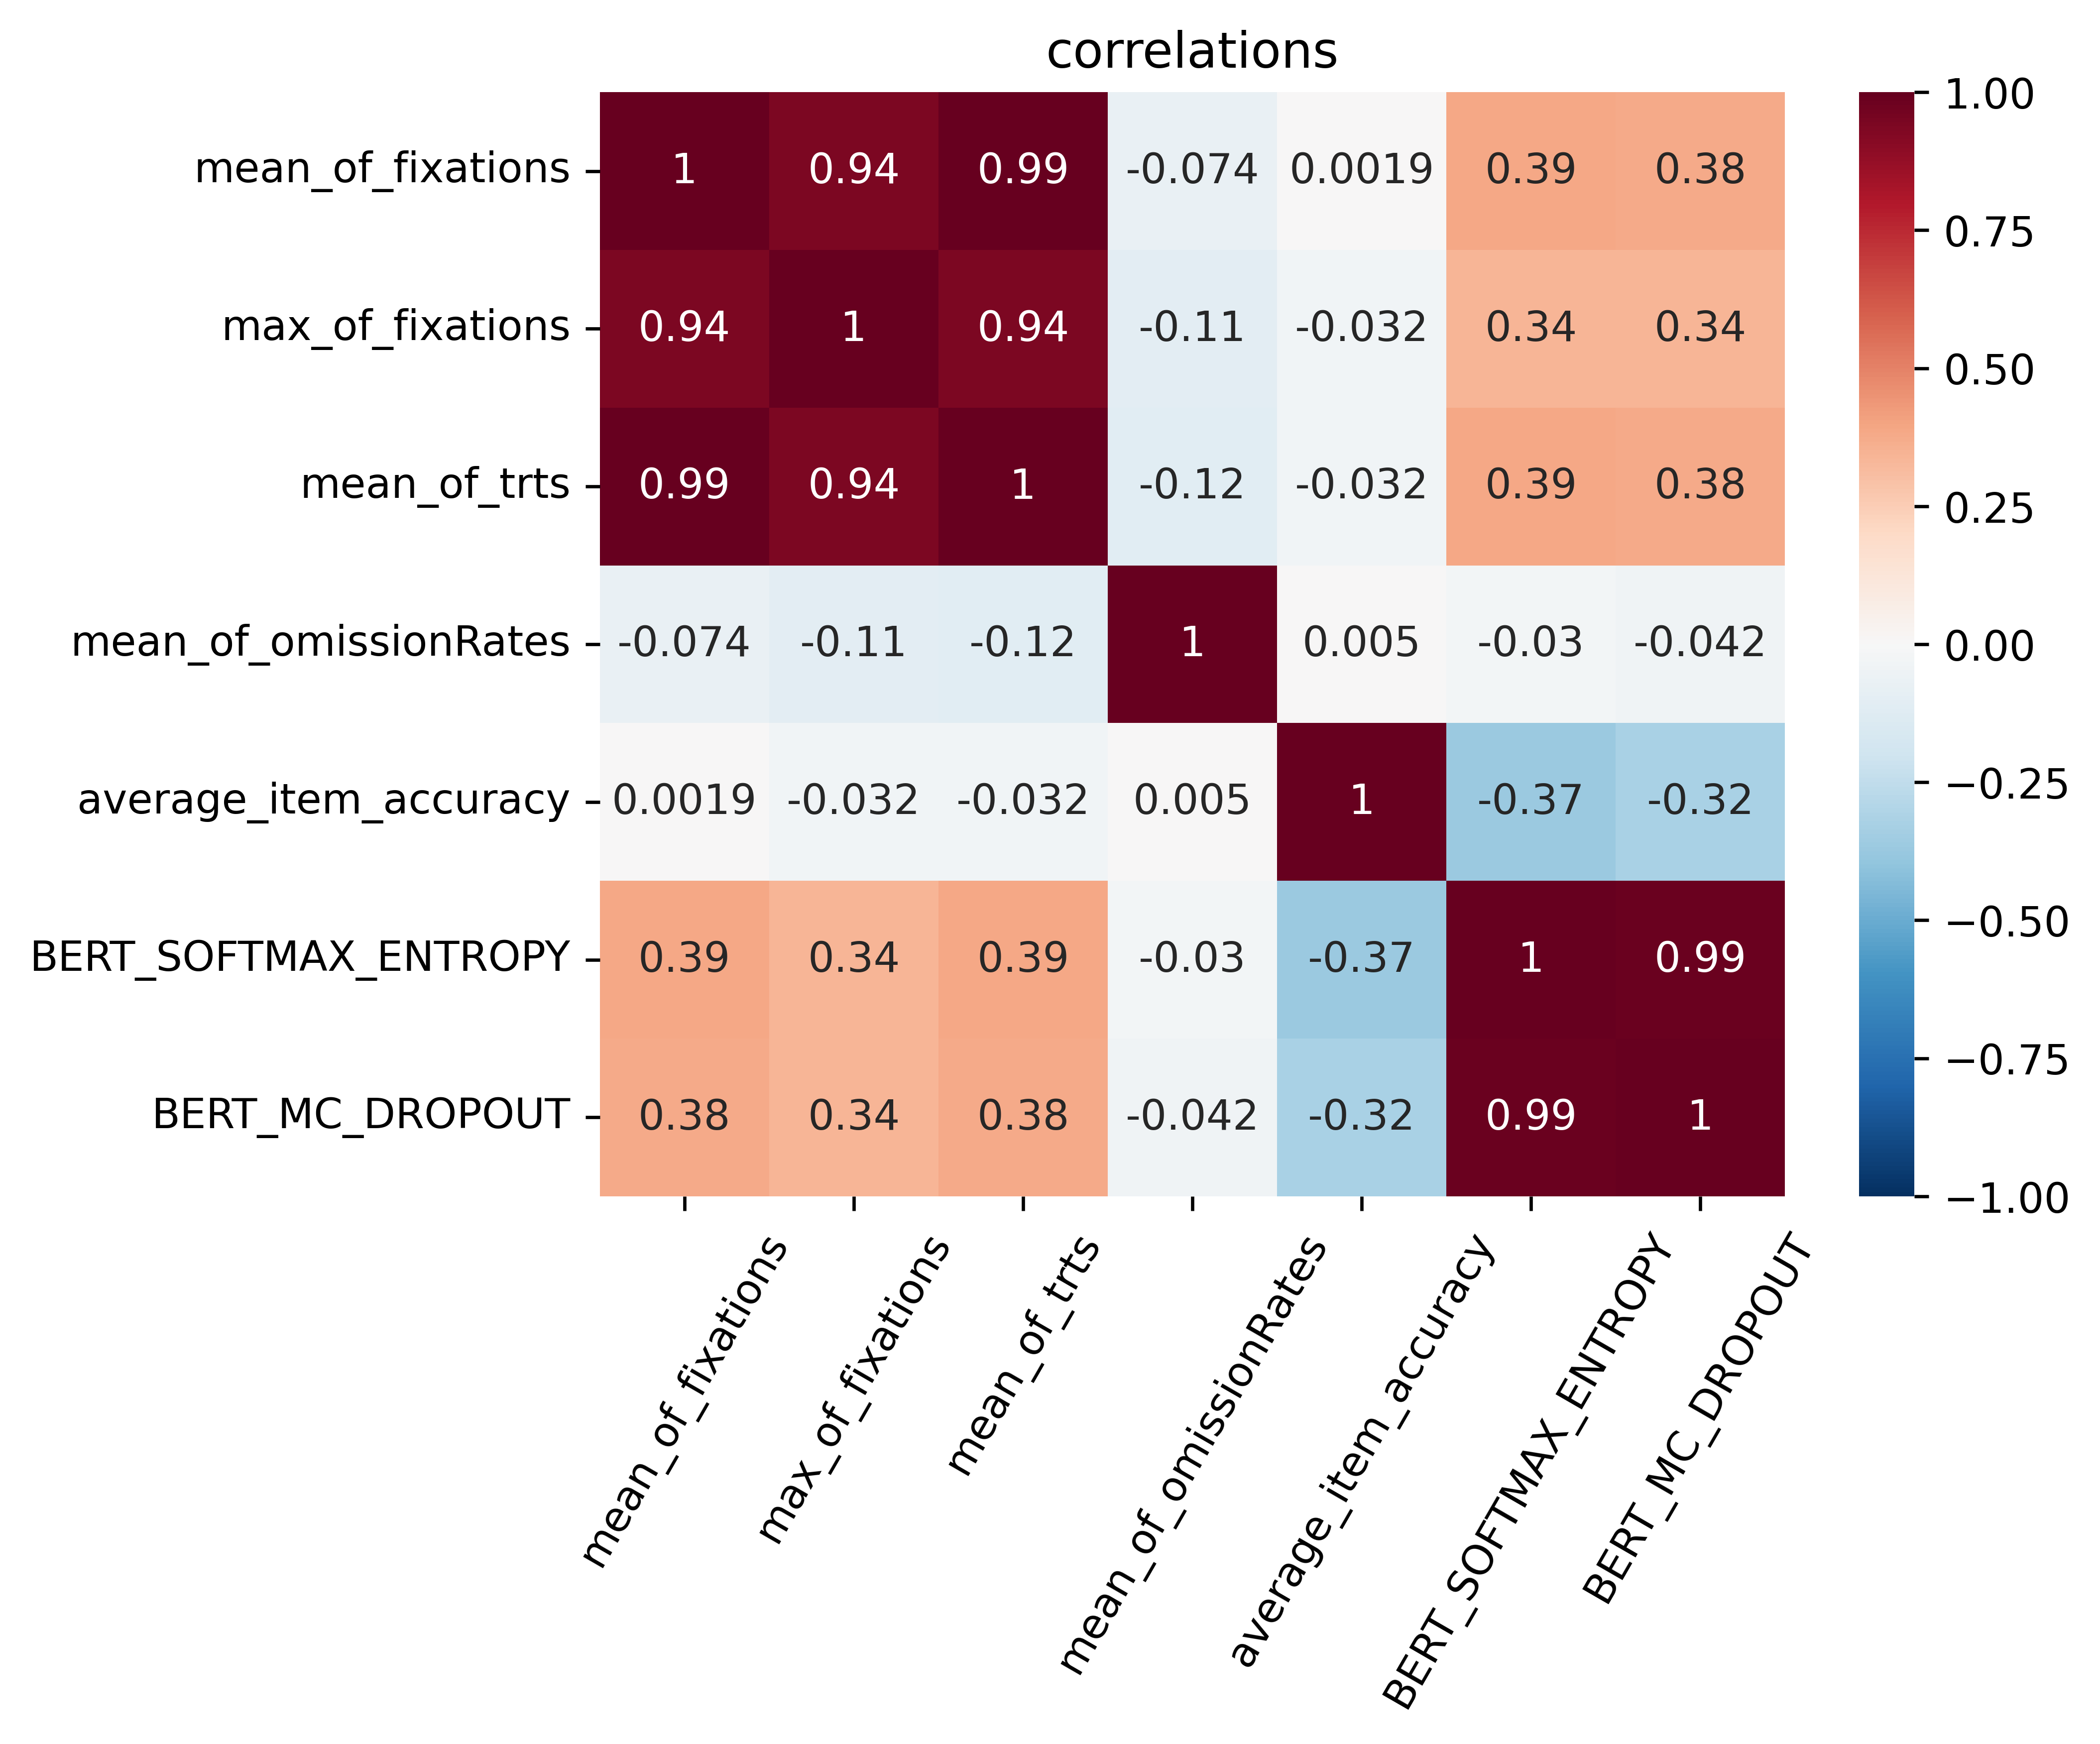 correlations
mean_of_fixations 1 0.94 0.99 -0.074 0.0019 0.39 0.38
max_of_fixations 0.94 1 0.94 -0.11 -0.032 0.34 0.34
mean_of_trts 0.99 0.94 1 -0.12 -0.032 0.39 0.38
mean_of_omissionRates -0.074 -0.11 -0.12 1 0.005 -0.03 -0.042
average_item_accuracy 0.0019 -0.032 -0.032 0.005 1 -0.37 -0.32
BERT_SOFTMAX_ENTROPY 0.39 0.34 0.39 -0.03 -0.37 1 0.99
BERT_MC_DROPOUT 0.38 0.34 0.38 -0.042 -0.32 0.99 1
mean_of_fixations
max_of_fixations
mean_of_trts
mean_of_omissionRates
average_item_accuracy
BERT_SOFTMAX_ENTROPY
BERT_MC_DROPOUT
1.00
0.75
0.50
0.25
0.00
−0.25
−0.50
−0.75
−1.00